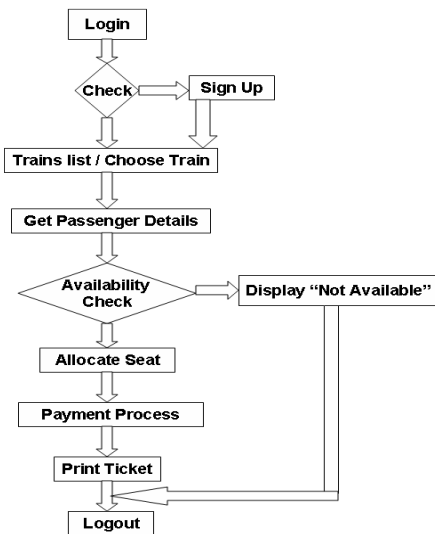 Login
Check
Sign Up
Trains list / Choose Train
Get Passenger Details
Availability
Check
Display “Not Available”
Allocate Seat
Payment Process
Print Ticket
Logout